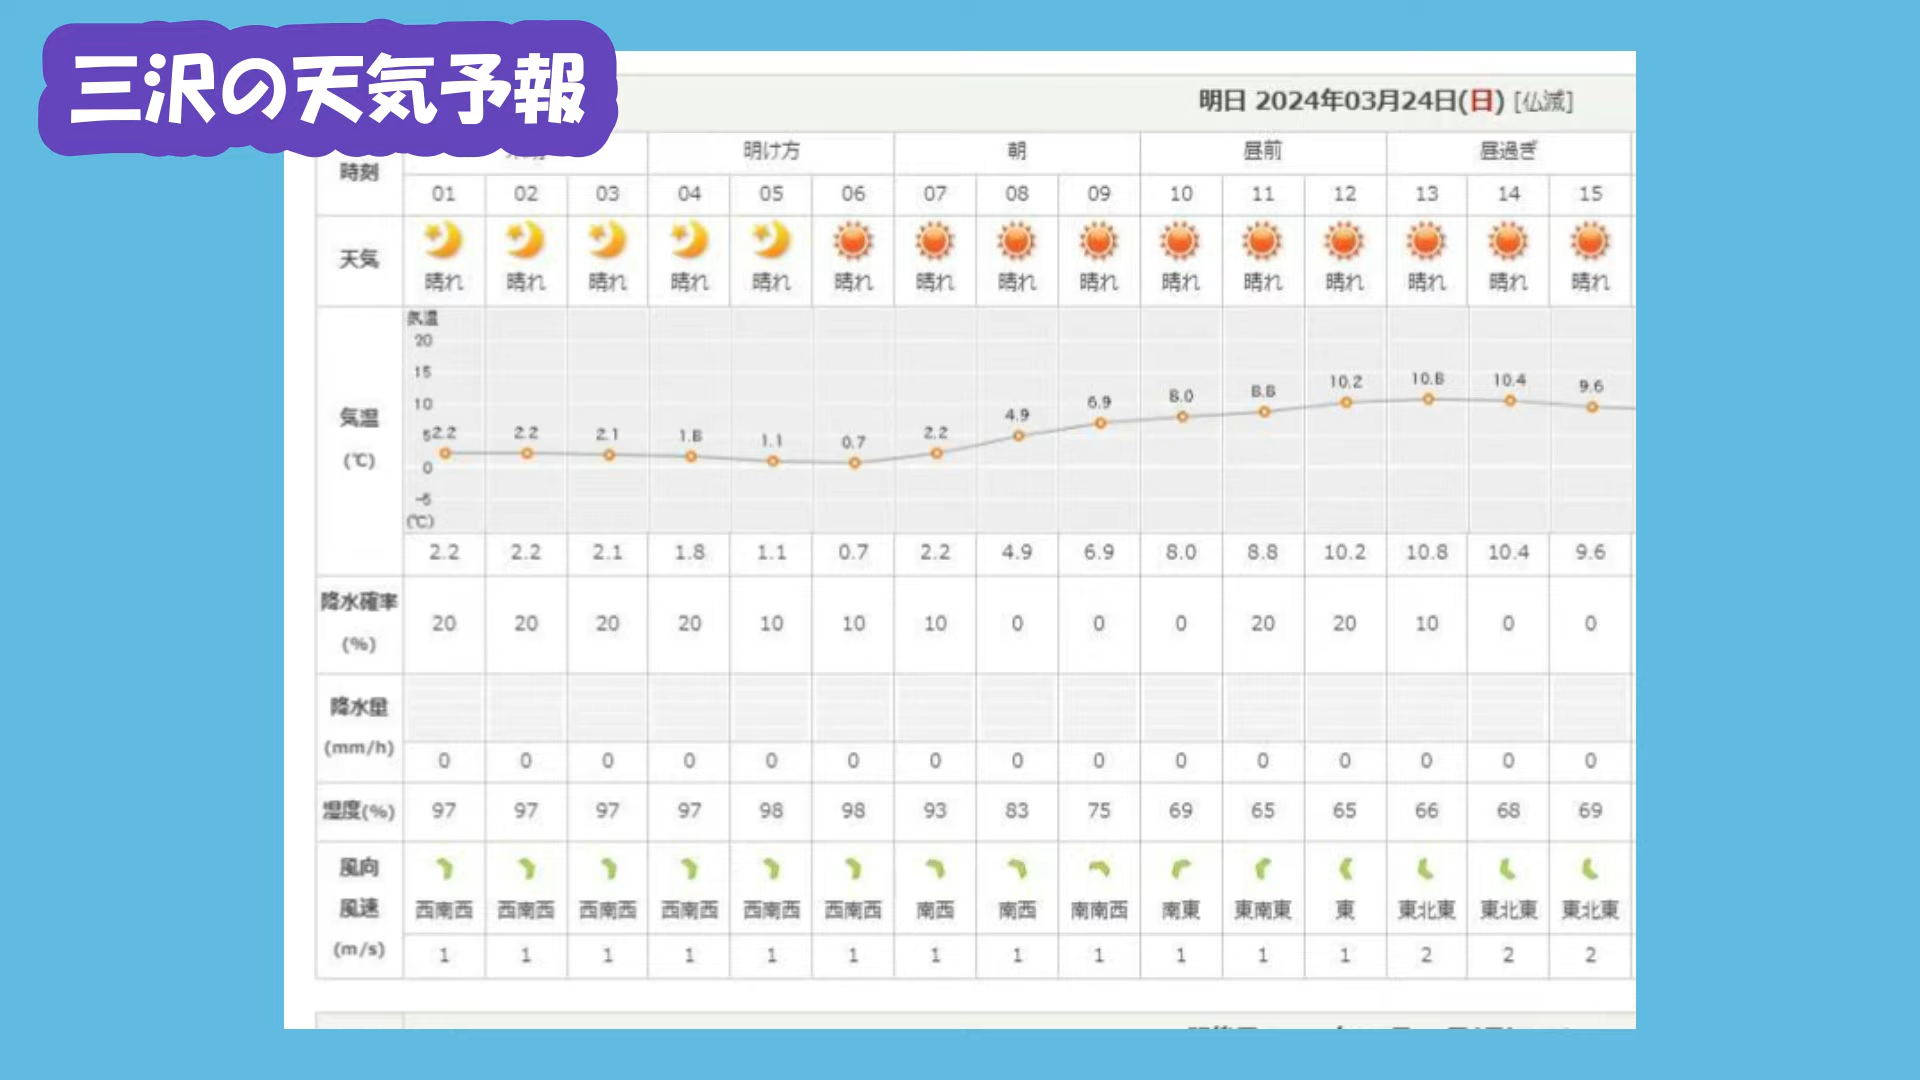 三沢の天気予報
明日 2024年03月24日(日) [仏滅]
時刻 明け方 朝 昼前 昼過ぎ
01 02 03 04 05 06 07 08 09 10 11 12 13 14 15
天気 晴れ 晴れ 晴れ 晴れ 晴れ 晴れ 晴れ 晴れ 晴れ 晴れ 晴れ 晴れ 晴れ 晴れ 晴れ
気温
20
15
10
5
0
-5
(℃)
2.2 2.2 2.1 1.8 1.1 0.7 2.2 4.9 6.9 8.0 8.8 10.2 10.8 10.4 9.6
気温
(℃)
2.2 2.2 2.1 1.8 1.1 0.7 2.2 4.9 6.9 8.0 8.8 10.2 10.8 10.4 9.6
降水確率
(%)
20 20 20 20 10 10 10 0 0 0 20 20 10 0 0
降水量
(mm/h)
0 0 0 0 0 0 0 0 0 0 0 0 0 0 0
湿度(%) 97 97 97 97 98 98 93 83 75 69 65 65 66 68 69
風向
風速 西南西 西南西 西南西 西南西 西南西 西南西 南西 南西 南南西 南東 東南東 東 東北東 東北東 東北東
(m/s) 1 1 1 1 1 1 1 1 1 1 1 1 2 2 2